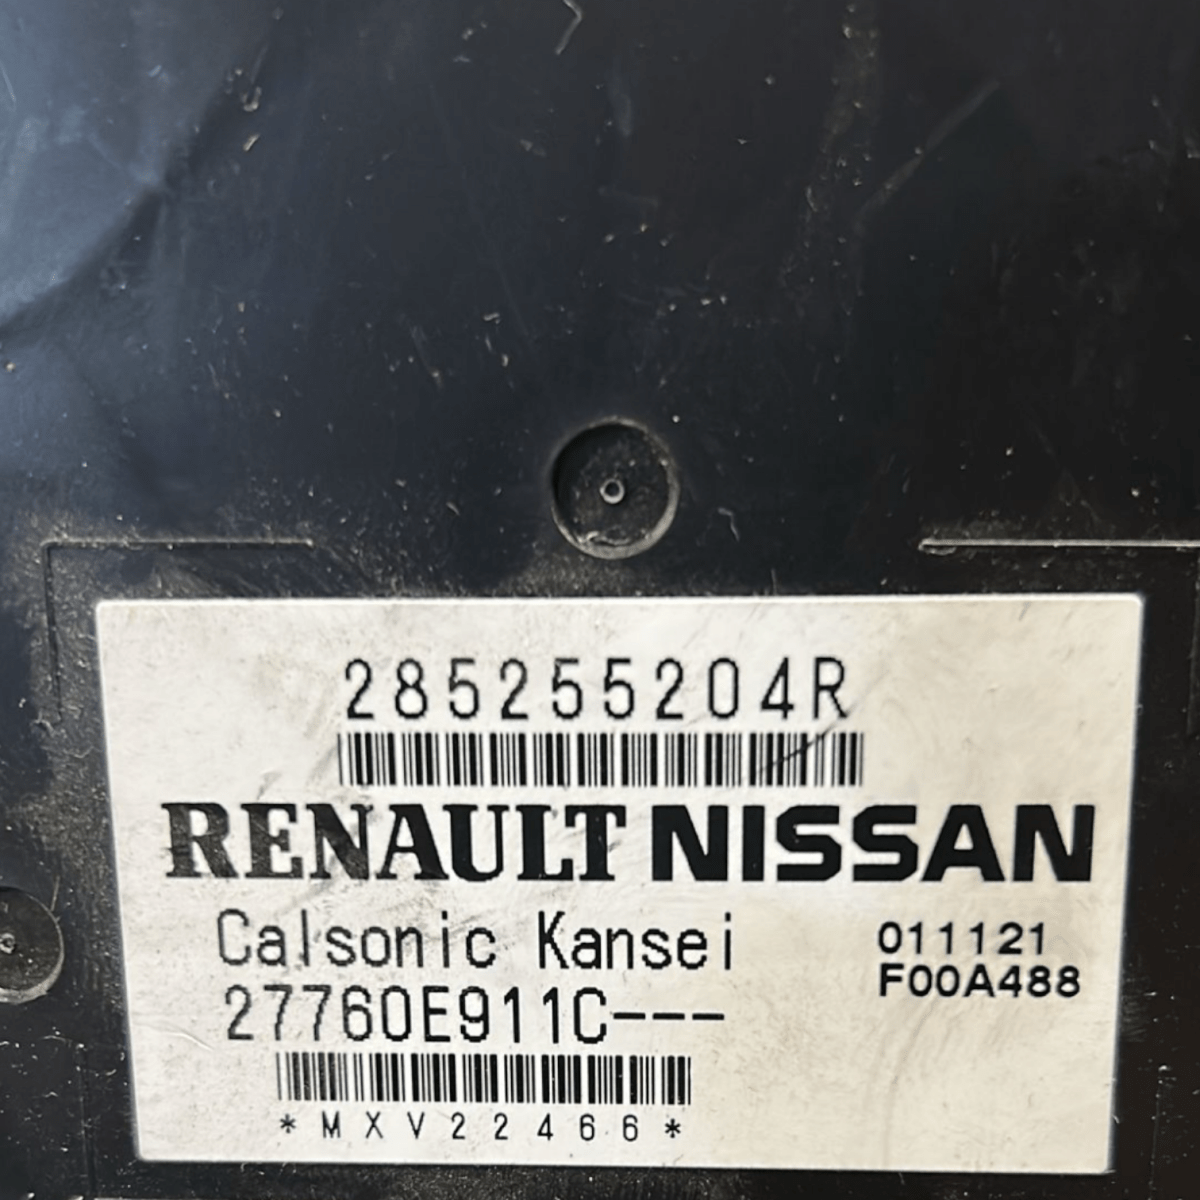 285255204R
RENAULT NISSAN
Calsonic Kansei
011121
F00A488
27760E911C---
*MXV22466*